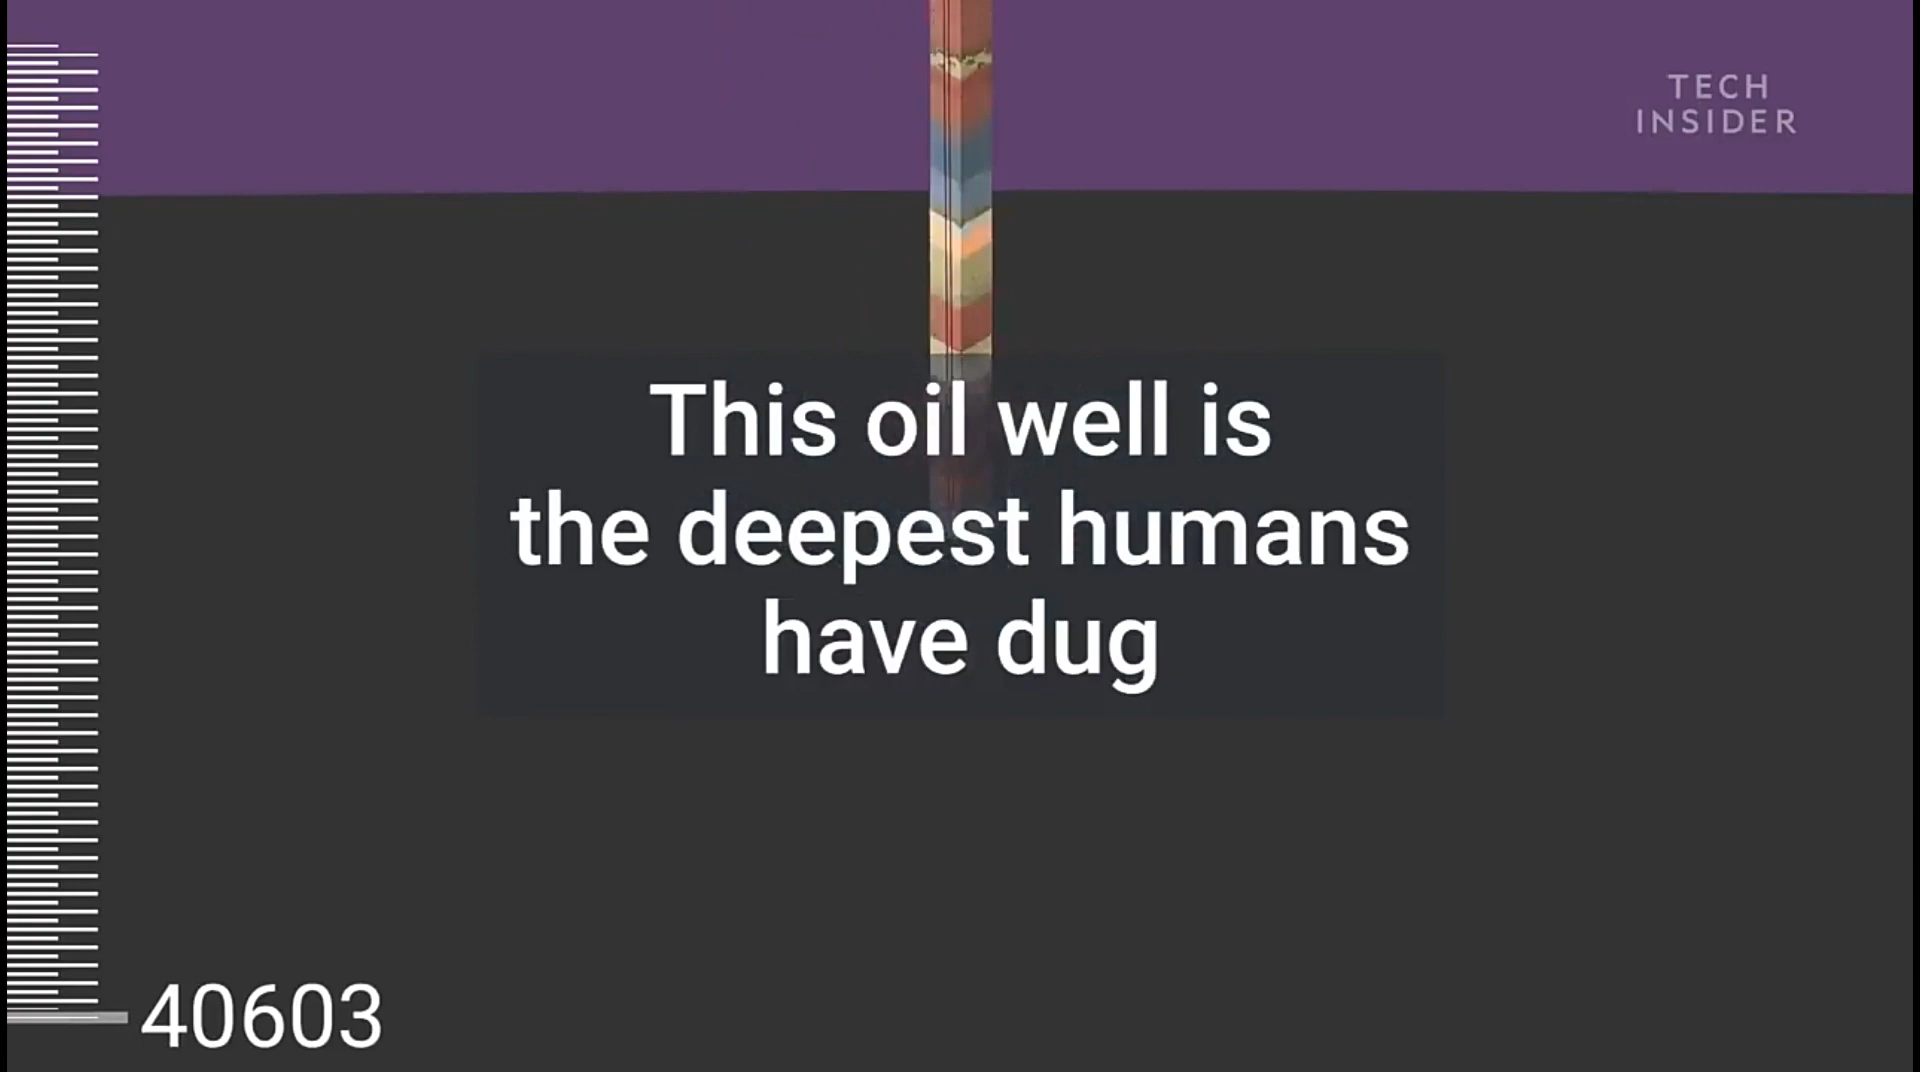 TECH
INSIDER
This oil well is
the deepest humans
have dug
40603